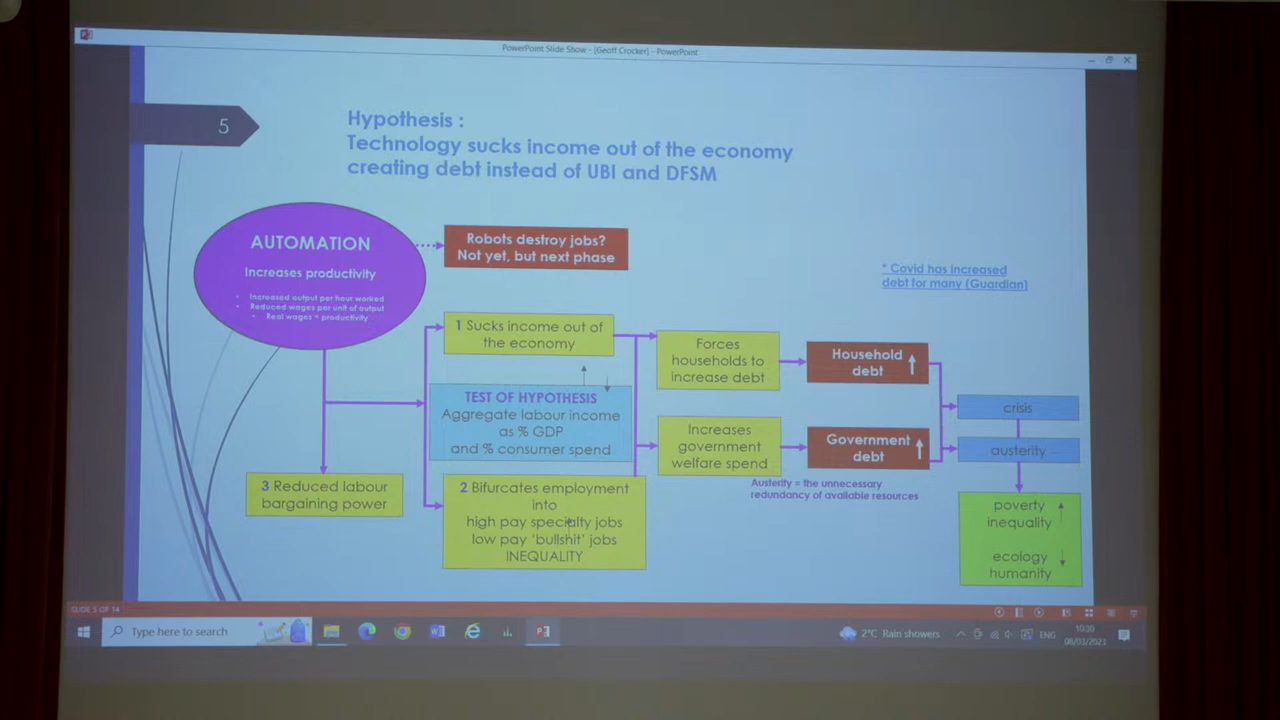 PowerPoint Slide Show - [Geoff Crocker] - PowerPoint
5
Hypothesis :
Technology sucks income out of the economy
creating debt instead of UBI and DFSM
AUTOMATION
Increases productivity
• Increased output per hour worked
• Reduced wages per unit of output
• Real wages < productivity
Robots destroy jobs?
Not yet, but next phase
* Covid has increased
debt for many (Guardian)
1 Sucks income out of
the economy
Forces
households to
increase debt
Household
debt
TEST OF HYPOTHESIS
Aggregate labour income
as % GDP
and % consumer spend
crisis
Increases
government
welfare spend
Government
debt
austerity
3 Reduced labour
bargaining power
2 Bifurcates employment
into
high pay specialty jobs
low pay 'bullshit' jobs
INEQUALITY
Austerity = the unnecessary
redundancy of available resources
poverty
inequality
ecology
humanity
SLIDE 5 OF 14
Type here to search
2°C Rain showers
ENG
10:30
08/03/2023